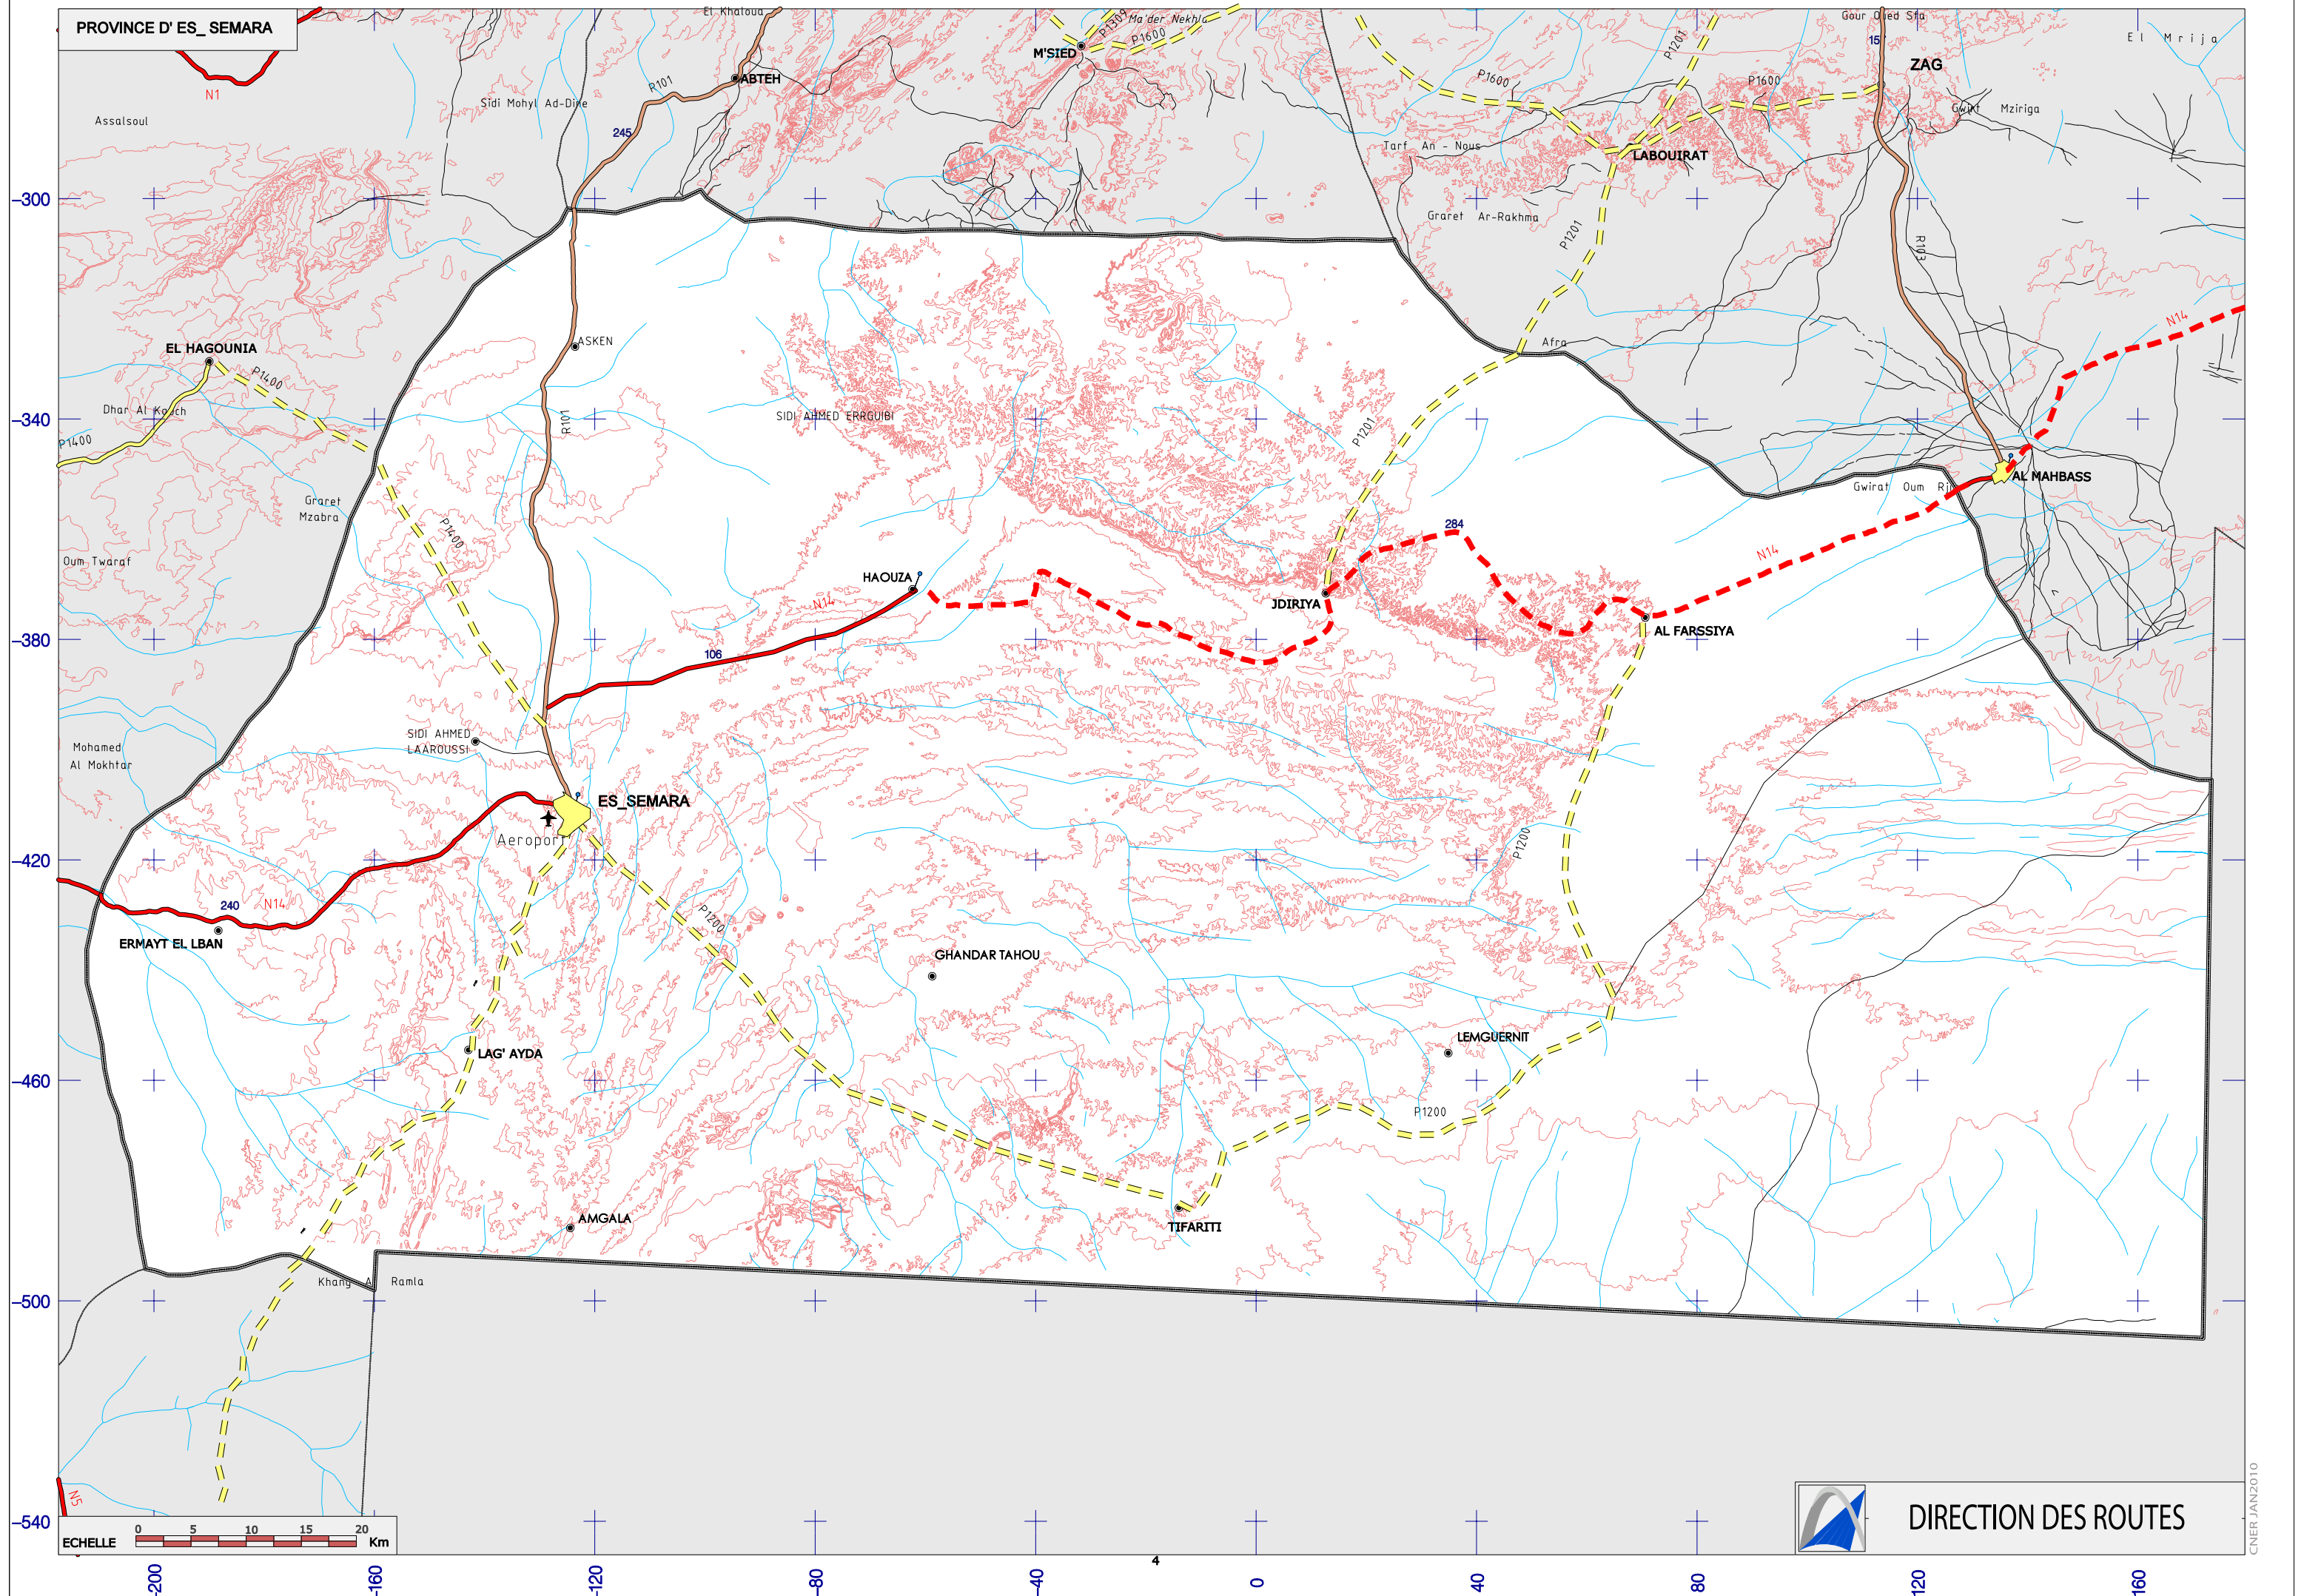 PROVINCE D' ES_ SEMARA
El Khaloua
Ma'der Nekhla
P1309
P1600
M'SIED
ABTEH
R101
245
Sidi Mohyl Ad-Dine
N1
Assalsoul
P1600
P1201
P1600
Gour Oued Sfa
15
ZAG
El Mrija
Gwirt Mziriga
Tarf An - Nous
LABOUIRAT
Graret Ar-Rakhma
P1201
R103
N14
-300
EL HAGOUNIA
P1400
Dhar Al Kaech
P1400
ASKEN
R101
Afra
-340
SIDI AHMED ERRGUIBI
P1201
AL MAHBASS
Gwirat Oum
Graret
Mzabra
P1400
Oum Twaraf
284
N14
HAOUZA
N14
JDIRIYA
AL FARSSIYA
-380
106
SIDI AHMED
LAAROUSSI
Mohamed
Al Mokhtar
ES_SEMARA
Aeroport
P1200
-420
240
N14
ERMAYT EL LBAN
P1200
GHANDAR TAHOU
LEMGUERNIT
LAG' AYDA
-460
P1200
AMGALA
TIFARITI
Khang Al Ramla
-500
N5
-540
ECHELLE
0 5 10 15 20
Km
DIRECTION DES ROUTES
CNER JAN2010
4
-200 -160 -120 -80 -40 0 40 80 120 160